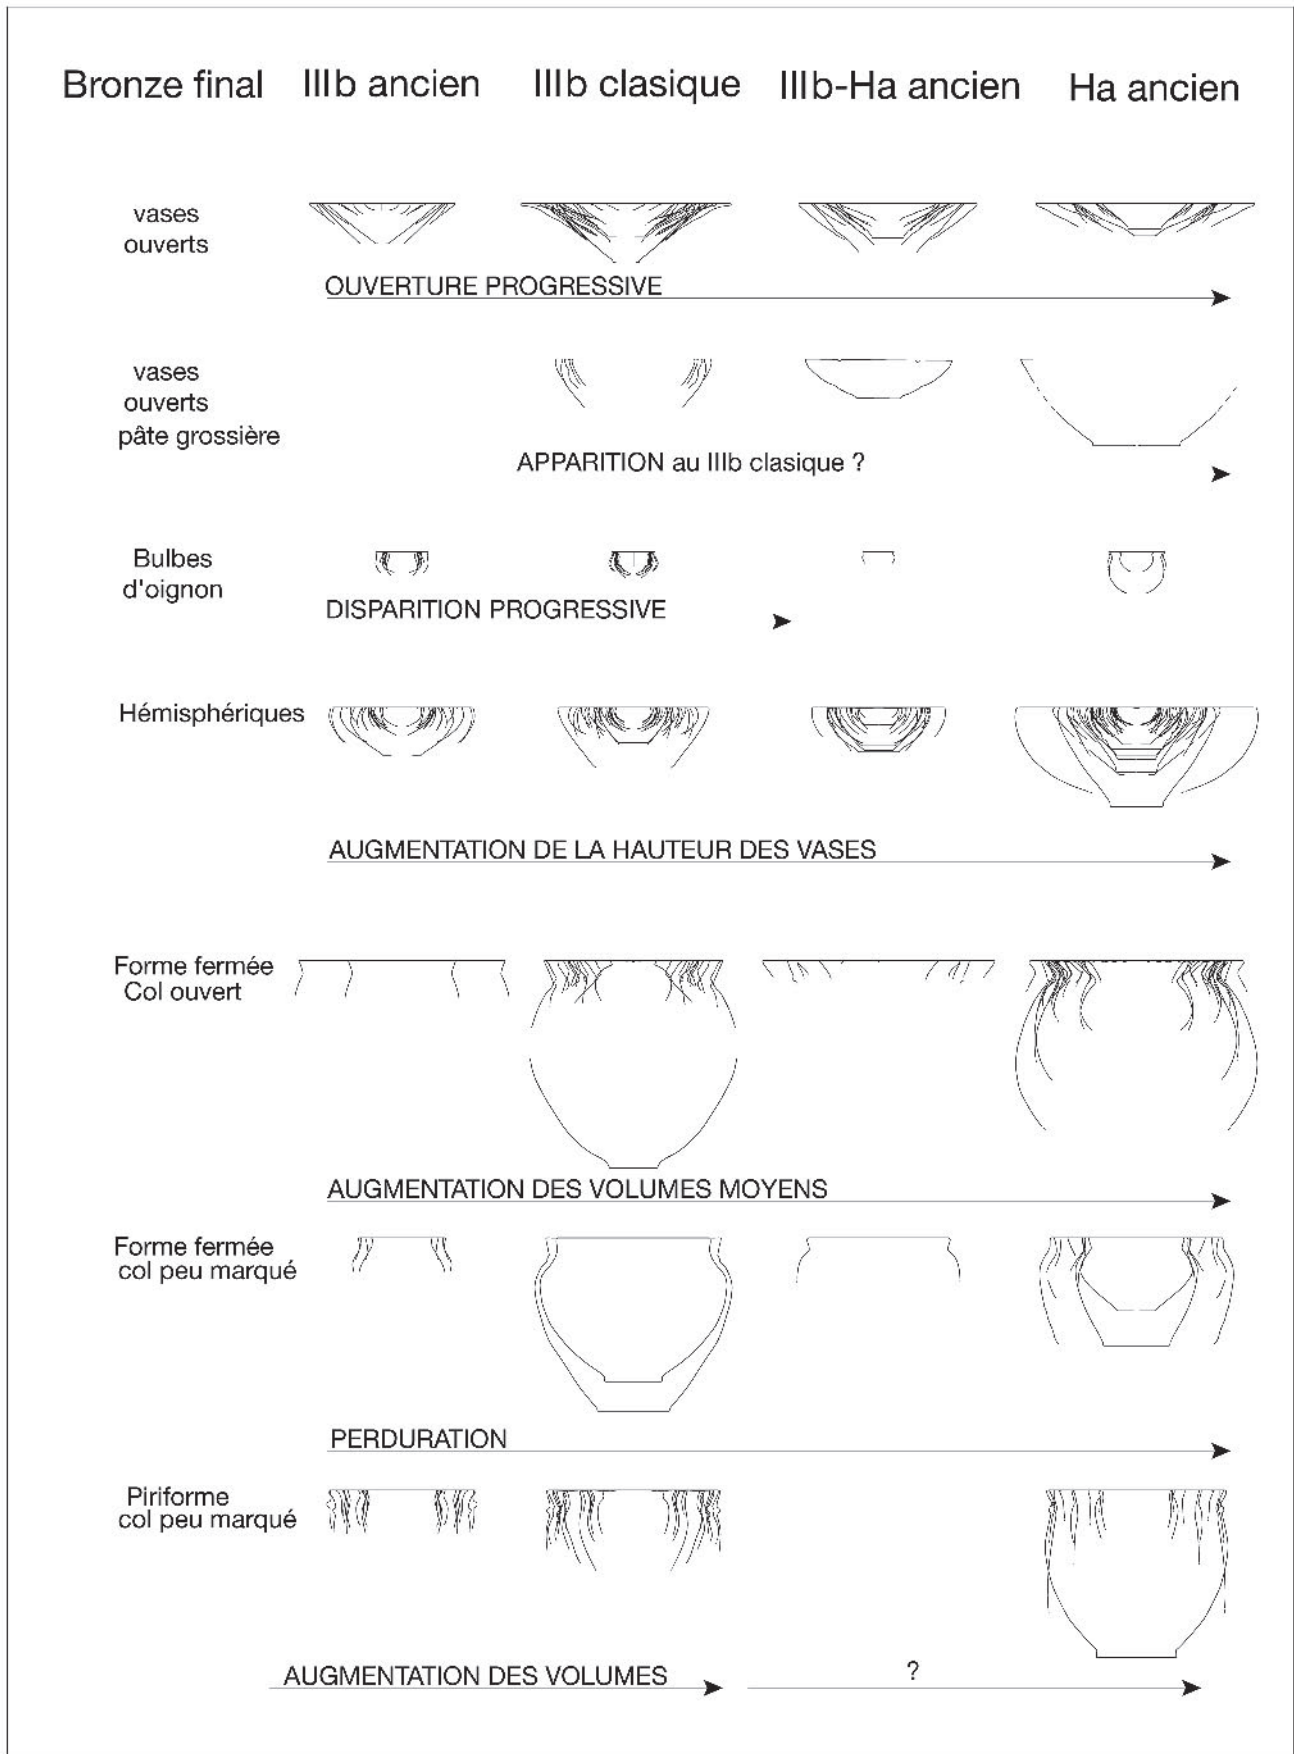 Bronze final IIIb ancien IIIb clasique IIIb-Ha ancien Ha ancien
vases
ouverts
OUVERTURE PROGRESSIVE
vases
ouverts
pâte grossière
APPARITION au IIIb clasique ?
Bulbes
d'oignon
DISPARITION PROGRESSIVE
Hémisphériques
AUGMENTATION DE LA HAUTEUR DES VASES
Forme fermée
Col ouvert
AUGMENTATION DES VOLUMES MOYENS
Forme fermée
col peu marqué
PERDURATION
Piriforme
col peu marqué
AUGMENTATION DES VOLUMES ?